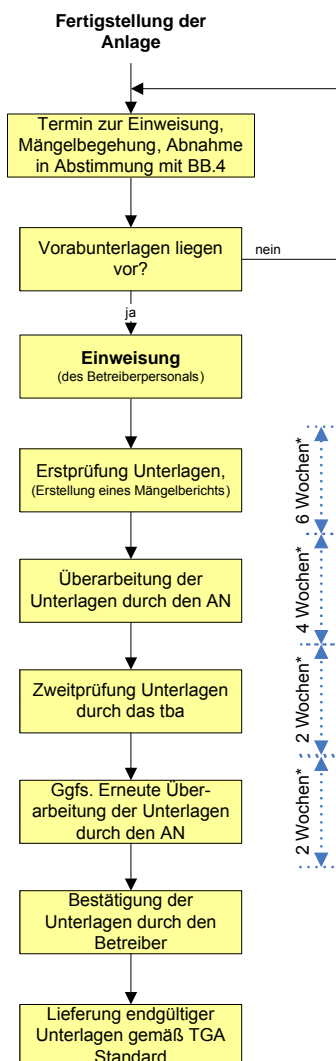 Fertigstellung der
Anlage
Termin zur Einweisung,
Mängelbegehung, Abnahme
in Abstimmung mit BB.4
Vorabunterlagen liegen
vor?
nein
ja
Einweisung
(des Betreiberpersonals)
Erstprüfung Unterlagen,
(Erstellung eines Mängelberichts)
6 Wochen*
Überarbeitung der
Unterlagen durch den AN
4 Wochen*
Zweitprüfung Unterlagen
durch das tba
2 Wochen*
Ggfs. Erneute Über-
arbeitung der Unterlagen
durch den AN
2 Wochen*
Bestätigung der
Unterlagen durch den
Betreiber
Lieferung endgültiger
Unterlagen gemäß TGA
Standard